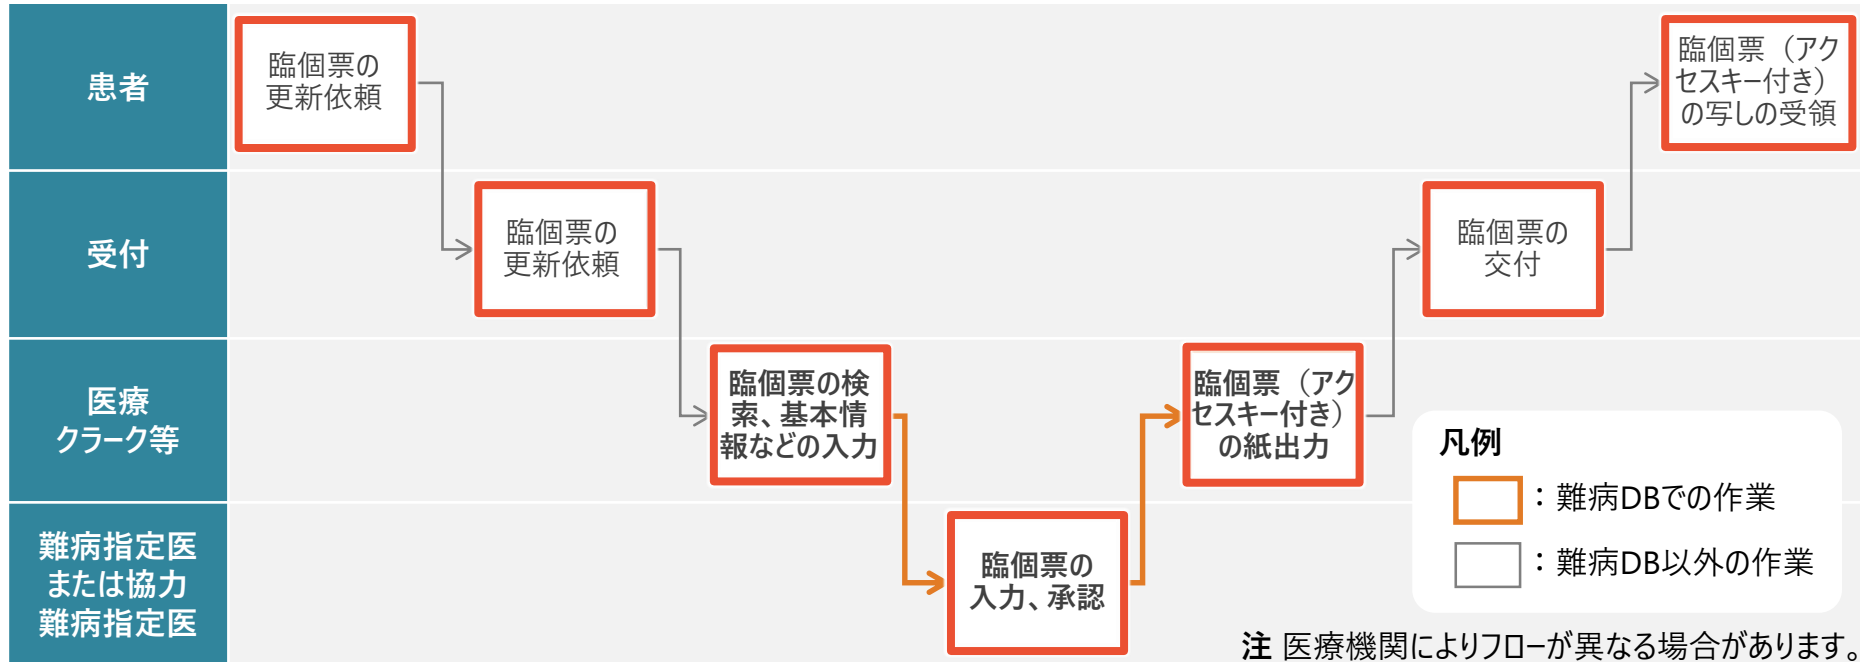 患者
臨個票の
更新依頼
臨個票（アク
セスキー付き）
の写しの受領
受付
臨個票の
更新依頼
臨個票の
交付
医療
クラーク等
臨個票の検
索、基本情
報などの入力
臨個票（アク
セスキー付き）
の紙出力
難病指定医
または協力
難病指定医
臨個票の
入力、承認
凡例
：難病DBでの作業
：難病DB以外の作業
注 医療機関によりフローが異なる場合があります。